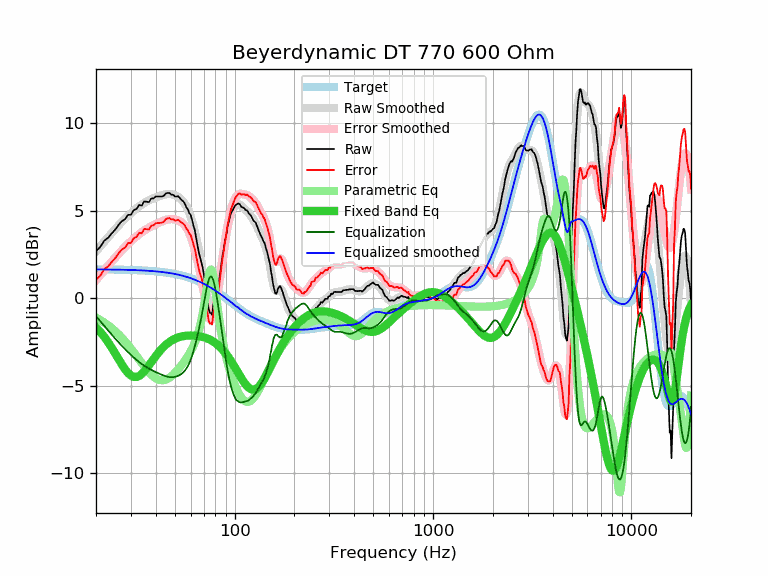 Beyerdynamic DT 770 600 Ohm
Target
Raw Smoothed
Error Smoothed
Raw
Error
Parametric Eq
Fixed Band Eq
Equalization
Equalized smoothed
Amplitude (dBr)
10
5
0
−5
−10
100
1000
10000
Frequency (Hz)